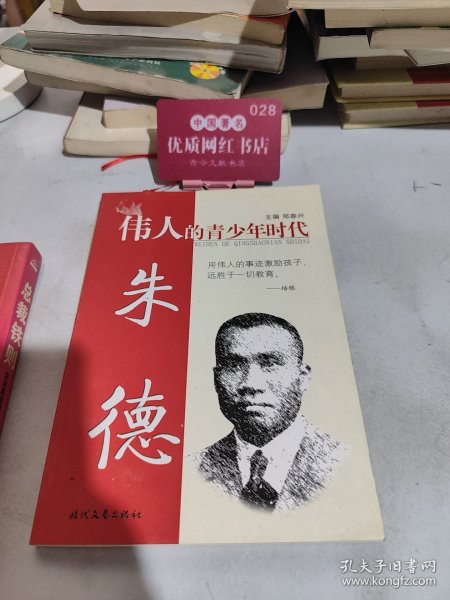 028
中国著名
优质网红书店
古今文献书店
主编 郑春兴
伟人的青少年时代
WEIREN DE QINGSHAONIAN SHIDAI
用伟人的事迹激励孩子，
远胜于一切教育。
——培根
朱
德
时代文艺出版社
总裁铁则
孔夫子旧书网
www.kongfz.com